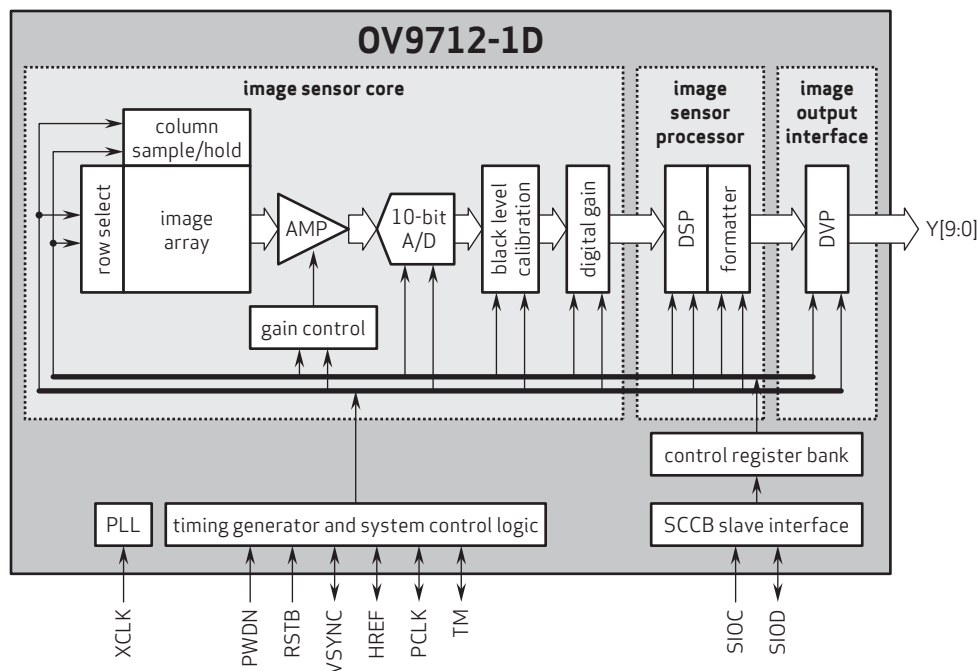 OV9712-1D
image sensor core
image
sensor
processor
image
output
interface
column
sample/hold
row select
image
array
AMP
10-bit
A/D
black level
calibration
digital gain
DSP
formatter
DVP
Y[9:0]
gain control
control register bank
PLL
timing generator and system control logic
SCCB slave interface
XCLK
PWDN
RSTB
VSYNC
HREF
PCLK
TM
SIOC
SIOD